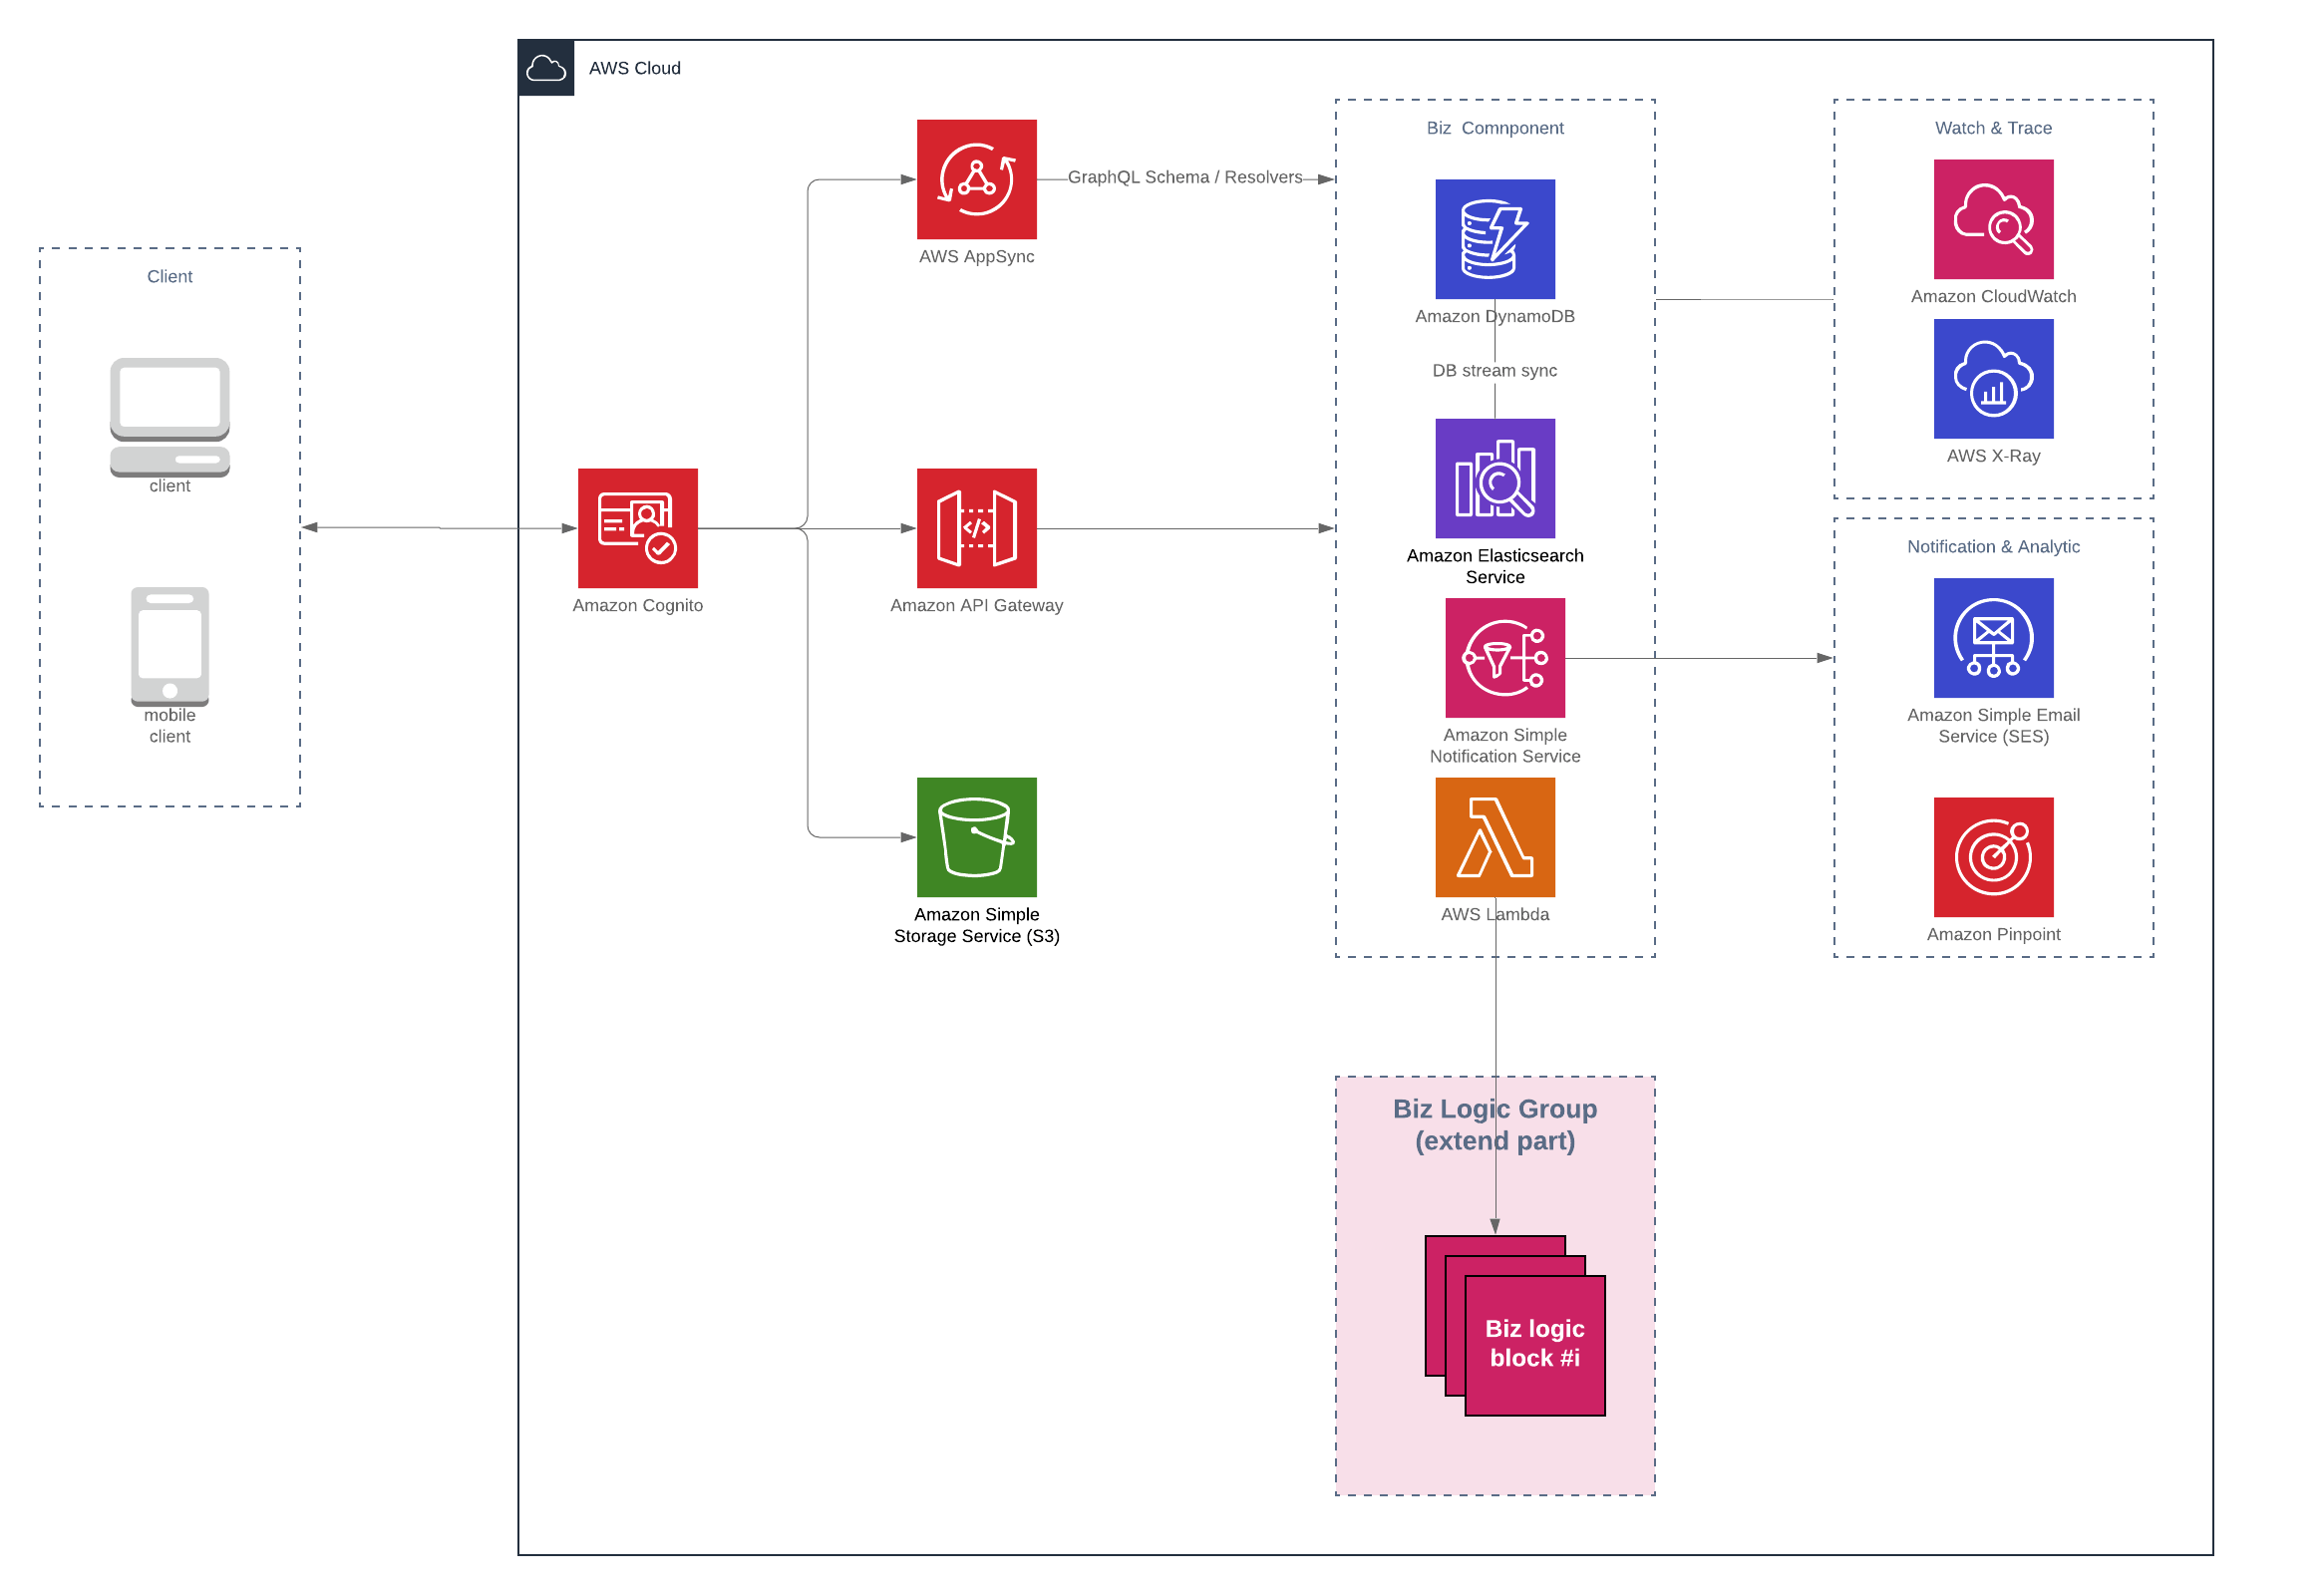 AWS Cloud
Client
client
mobile
client
Amazon Cognito
AWS AppSync
GraphQL Schema / Resolvers
Amazon API Gateway
Amazon Simple
Storage Service (S3)
Biz Comnponent
Amazon DynamoDB
DB stream sync
Amazon Elasticsearch
Service
Amazon Simple
Notification Service
AWS Lambda
Watch & Trace
Amazon CloudWatch
AWS X-Ray
Notification & Analytic
Amazon Simple Email
Service (SES)
Amazon Pinpoint
Biz Logic Group
(extend part)
Biz logic
block #i